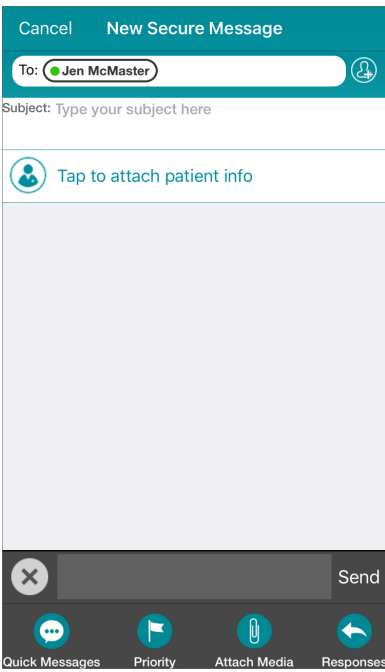 Cancel New Secure Message
To: Jen McMaster
Subject: Type your subject here
Tap to attach patient info
Send
Quick Messages Priority Attach Media Responses